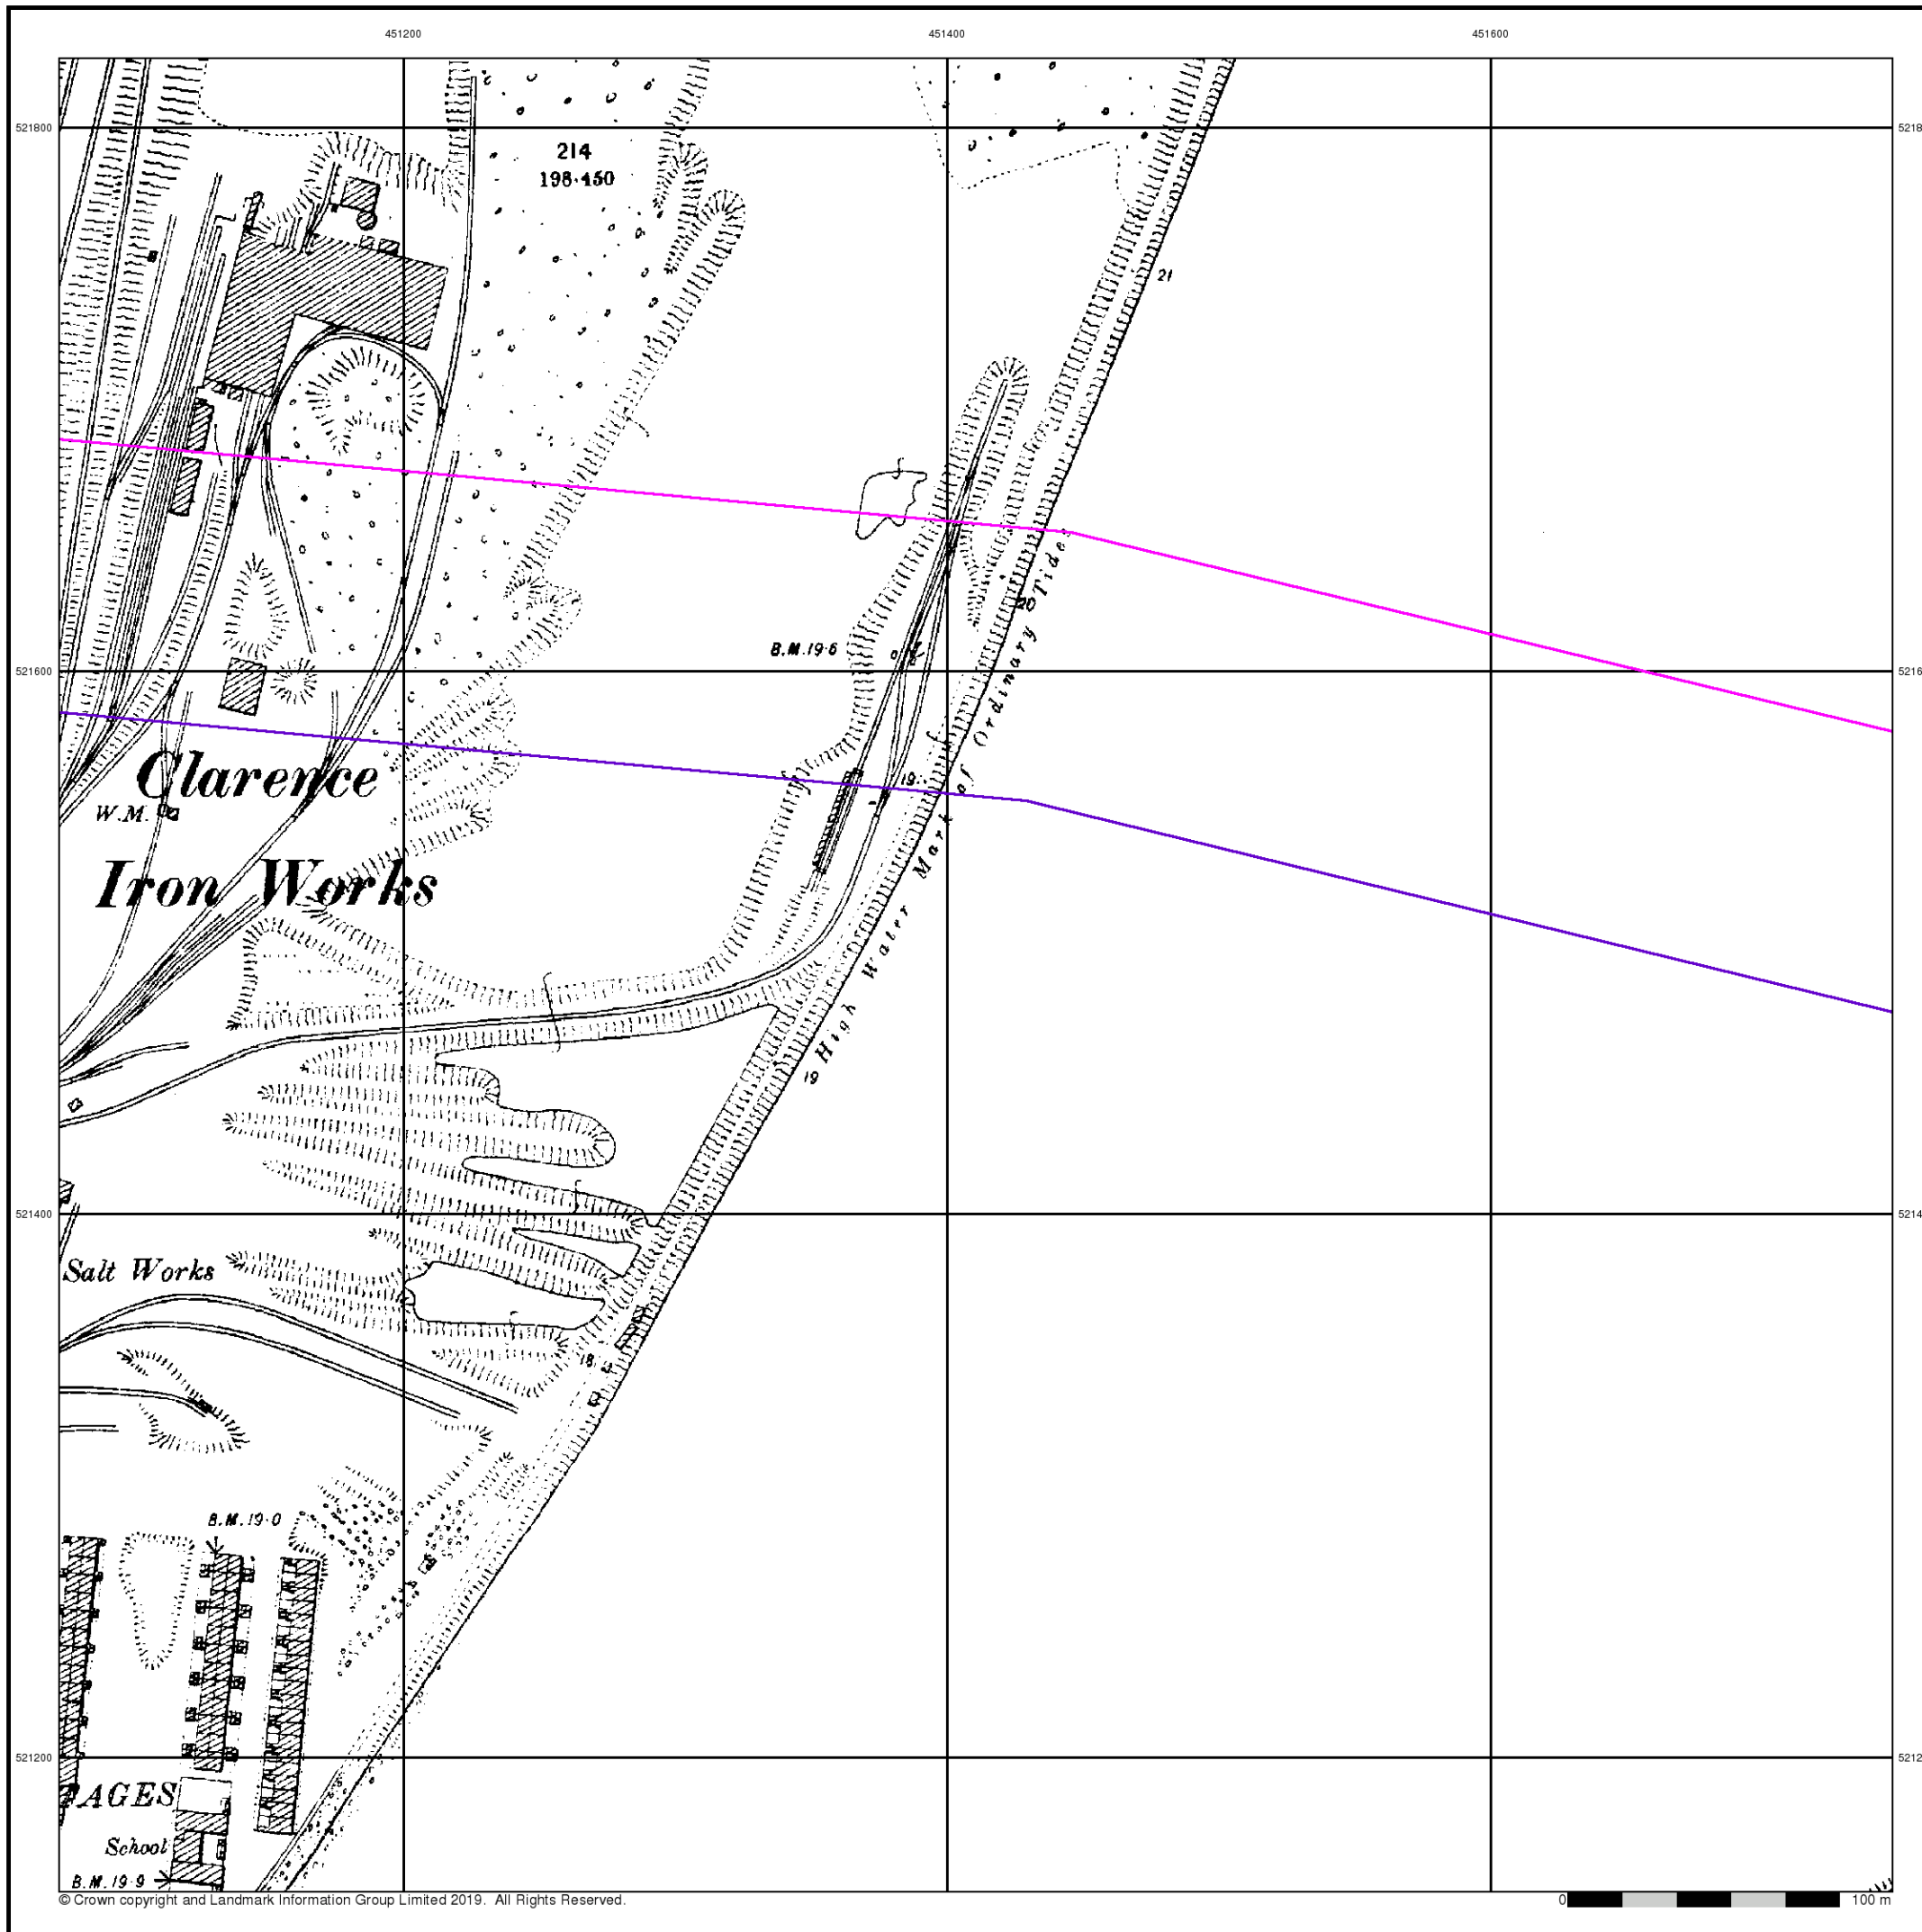 451200
451400
451600
521800
5218
214
198·450
21
20
B.M. 19·6
5216
521600
Clarence
19
W.M.
Iron Works
High Water Mark of Ordinary Tides
19
521400
5214
Salt Works
18
B.M. 19·0
521200
5212
TAGES
School
B.M. 19·9
© Crown copyright and Landmark Information Group Limited 2019. All Rights Reserved.
0
100 m